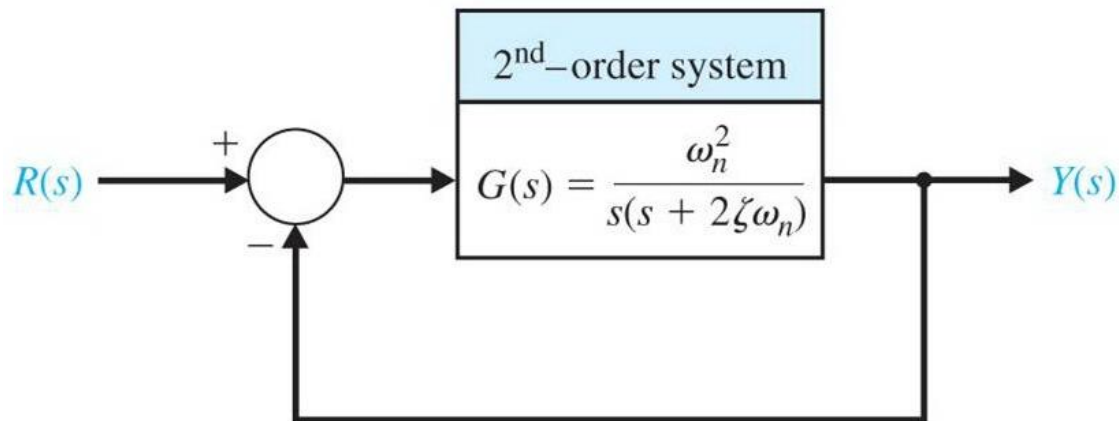 2nd–order system
+
R(s)
G(s) = ωn² / s(s + 2ζωn)
Y(s)
−